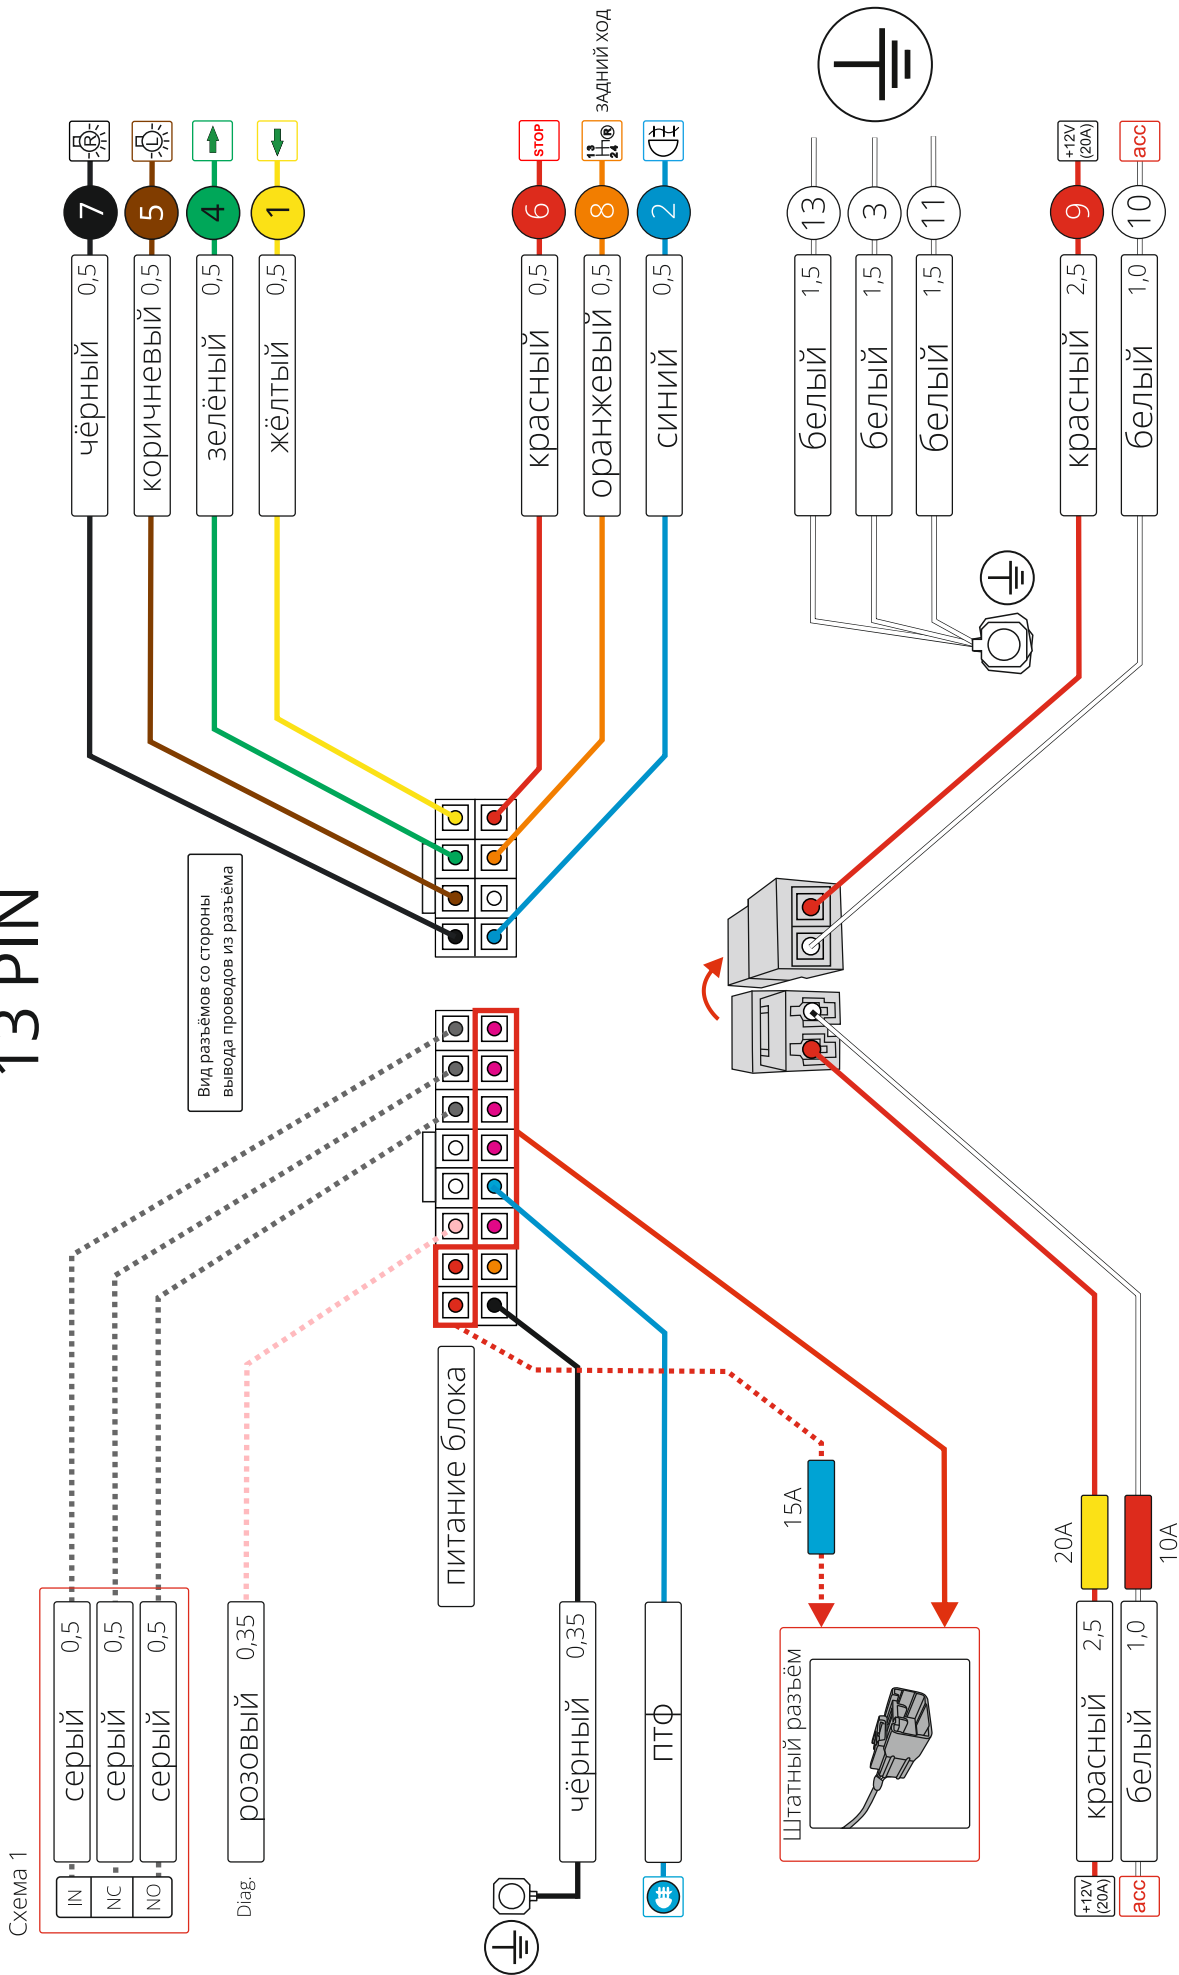 13 PIN
Схема 1
IN
серый 0,5
NC
серый 0,5
NO
серый 0,5
Diag.
розовый 0,35
питание блока
чёрный 0,35
ПТФ
Штатный разъём
15A
+12V
(20A)
красный 2,5
20A
acc
белый 1,0
10A
Вид разъёмов со стороны
вывода проводов из разъёма
чёрный 0,5
7
R
коричневый 0,5
5
L
зелёный 0,5
4
жёлтый 0,5
1
красный 0,5
6
STOP
оранжевый 0,5
8
13
24
R
ЗАДНИЙ ХОД
синий 0,5
2
белый 1,5
13
белый 1,5
3
белый 1,5
11
красный 2,5
9
+12V
(20A)
белый 1,0
10
acc